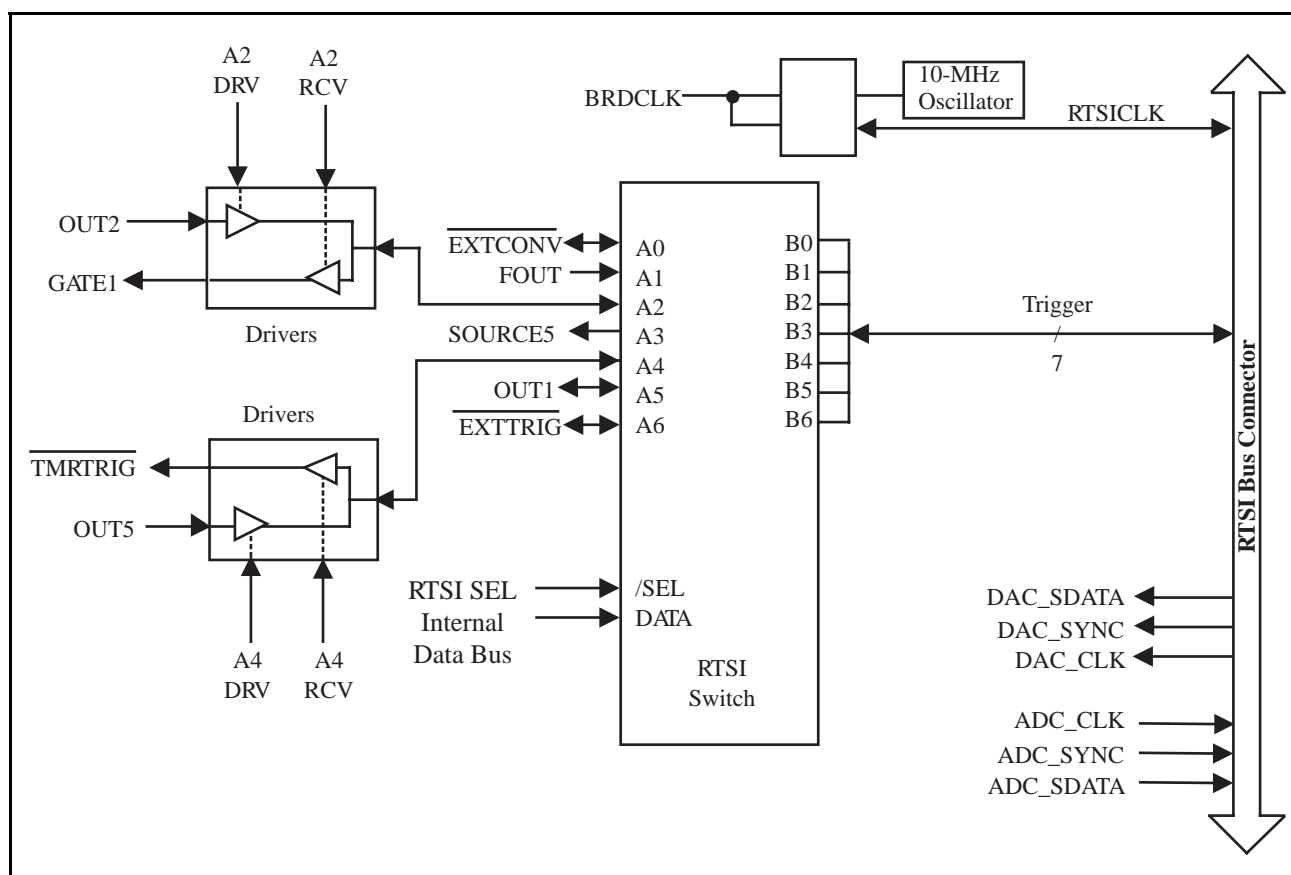 A2
DRV
A2
RCV
OUT2
GATE1
Drivers
BRDCLK
10-MHz
Oscillator
RTSICLK
EXTCONV
FOUT
SOURCE5
OUT1
EXTTRIG
A0
A1
A2
A3
A4
A5
A6
B0
B1
B2
B3
B4
B5
B6
Trigger
/
7
RTSI Bus Connector
Drivers
TMRTRIG
OUT5
A4
DRV
A4
RCV
RTSI SEL
Internal
Data Bus
/SEL
DATA
RTSI
Switch
DAC_SDATA
DAC_SYNC
DAC_CLK
ADC_CLK
ADC_SYNC
ADC_SDATA